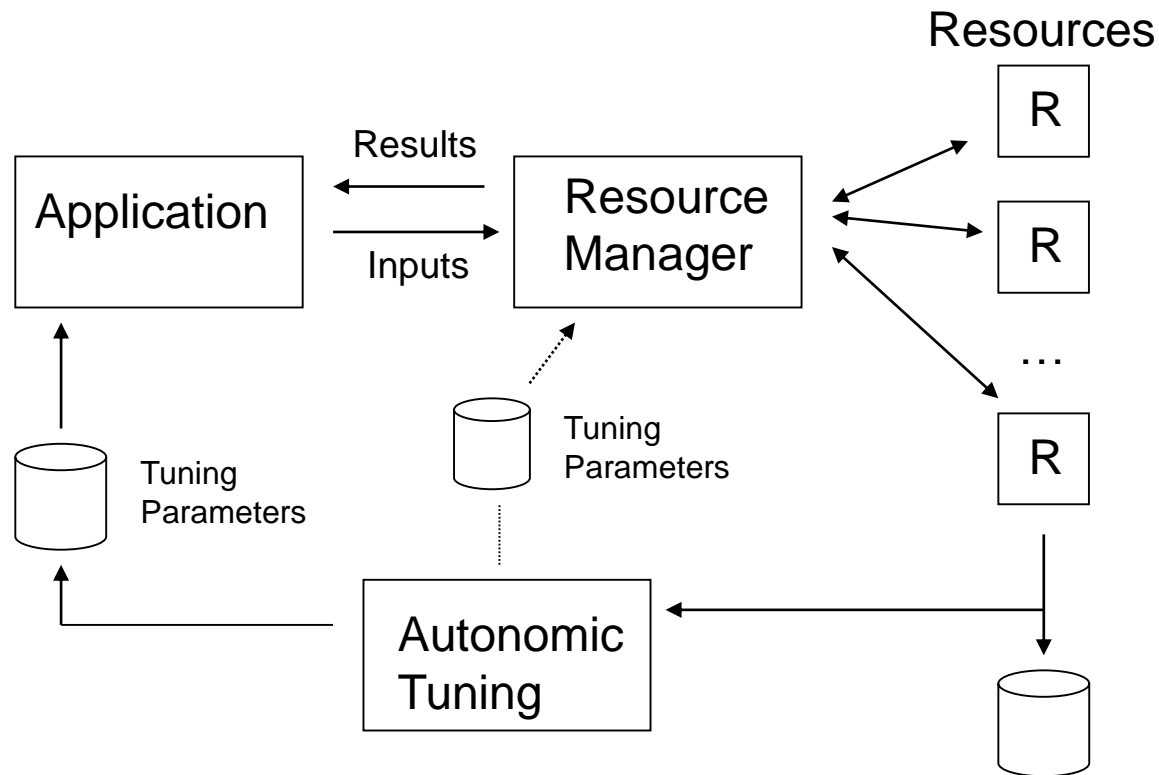 Resources
R
Results
Application
Resource
Manager
R
Inputs
...
Tuning
Parameters
R
Tuning
Parameters
Autonomic
Tuning